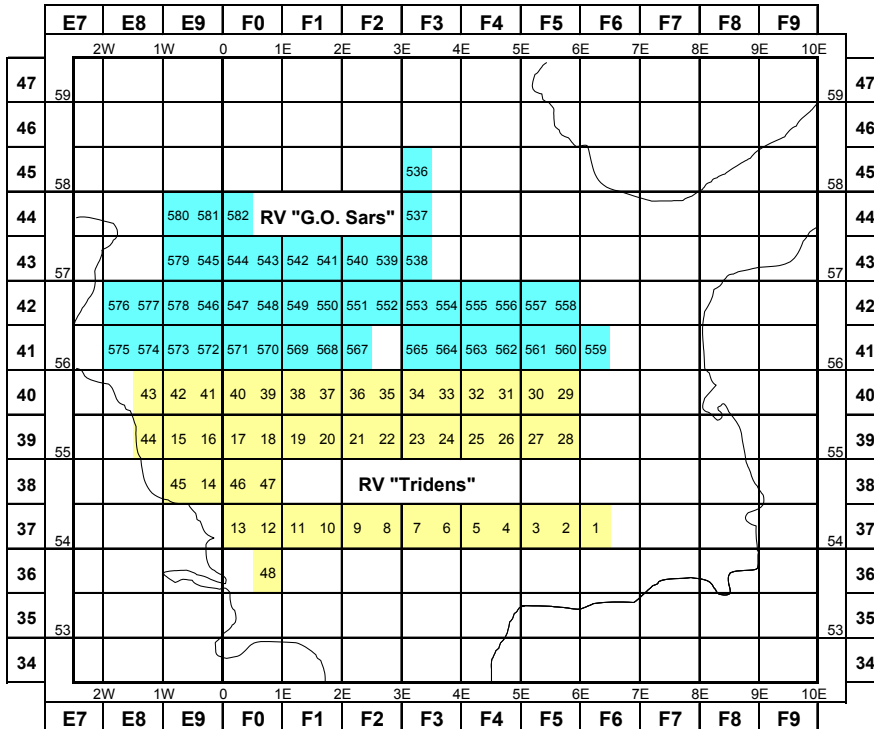 E7 E8 E9 F0 F1 F2 F3 F4 F5 F6 F7 F8 F9
2W 1W 0 1E 2E 3E 4E 5E 6E 7E 8E 9E 10E
47 47
59 59
46 46
45 536 45
58 58
44 580 581 582 RV "G.O. Sars" 537 44
43 579 545 544 543 542 541 540 539 538 43
57 57
42 576 577 578 546 547 548 549 550 551 552 553 554 555 556 557 558 42
41 575 574 573 572 571 570 569 568 567 565 564 563 562 561 560 559 41
56 56
40 43 42 41 40 39 38 37 36 35 34 33 32 31 30 29 40
39 44 15 16 17 18 19 20 21 22 23 24 25 26 27 28 39
55 55
38 45 14 46 47 RV "Tridens" 38
37 13 12 11 10 9 8 7 6 5 4 3 2 1 37
54 54
36 48 36
35 35
53 53
34 34
2W 1W 0 1E 2E 3E 4E 5E 6E 7E 8E 9E 10E
E7 E8 E9 F0 F1 F2 F3 F4 F5 F6 F7 F8 F9